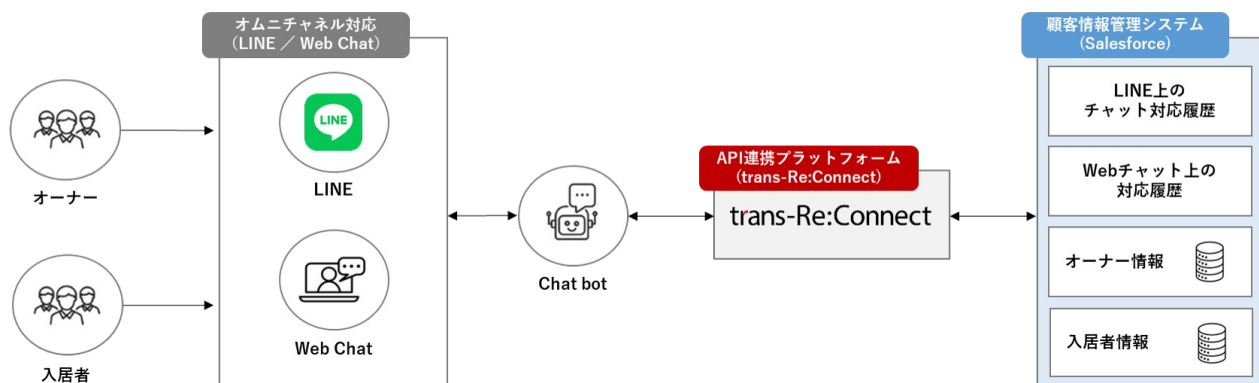 オムニチャネル対応
（LINE ／ Web Chat）
オーナー
入居者
LINE
LINE
Web Chat
Chat bot
API連携プラットフォーム
（trans-Re:Connect）
trans-Re:Connect
顧客情報管理システム
（Salesforce）
LINE上の
チャット対応履歴
Webチャット上の
対応履歴
オーナー情報
入居者情報